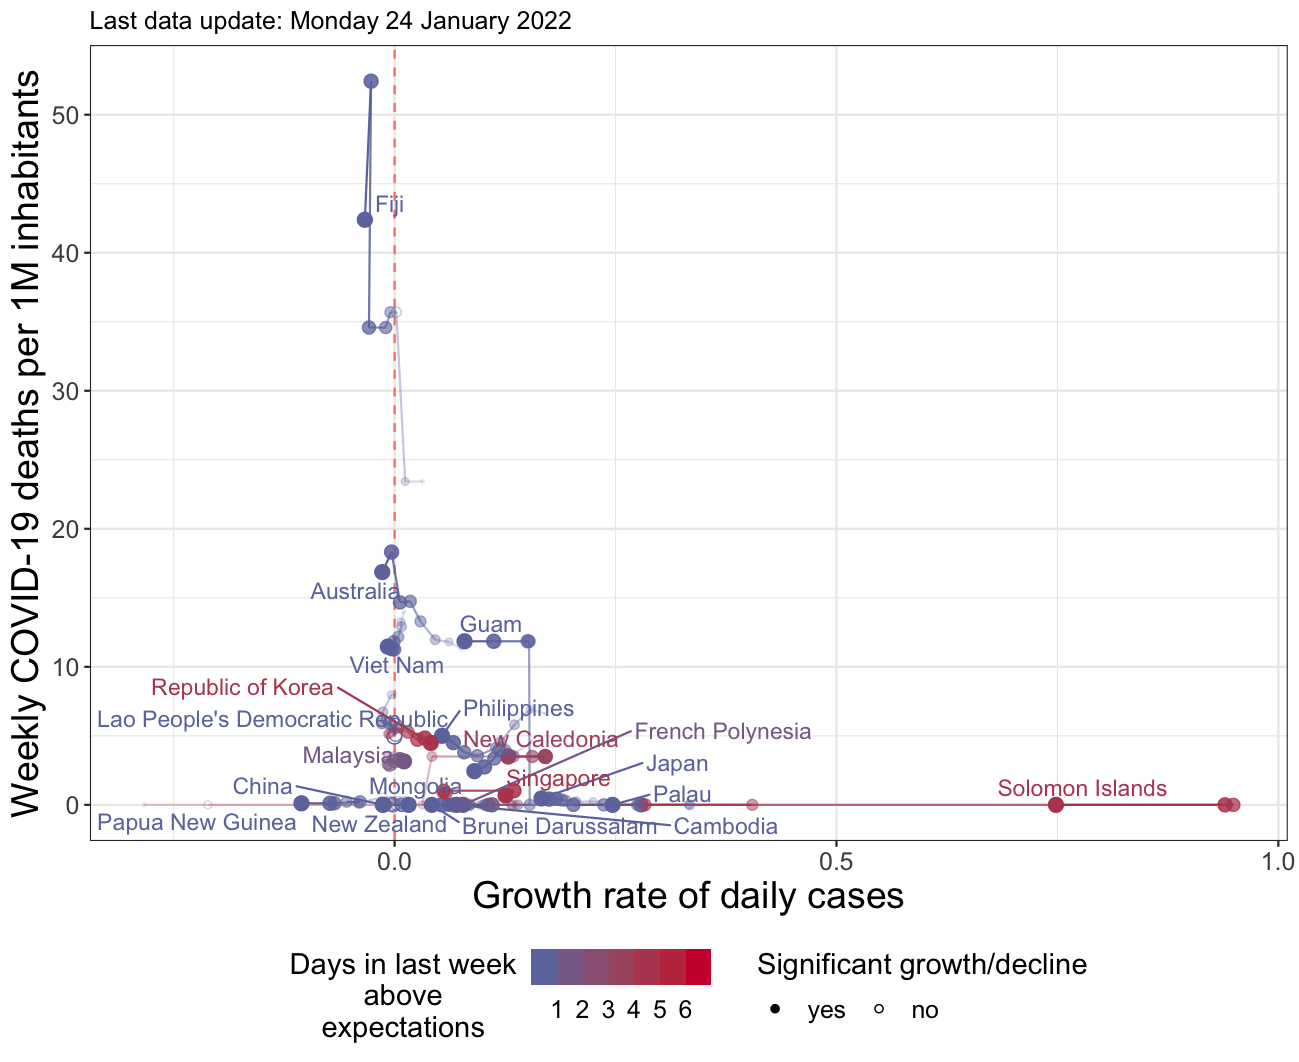 Last data update: Monday 24 January 2022
Weekly COVID-19 deaths per 1M inhabitants
50
40
30
20
10
0
Fiji
Australia
Guam
Viet Nam
Republic of Korea
Lao People's Democratic Republic
Philippines
New Caledonia
French Polynesia
Malaysia
Japan
China
Mongolia
Singapore
Palau
Solomon Islands
Papua New Guinea
New Zealand
Brunei Darussalam
Cambodia
0.0
0.5
1.0
Growth rate of daily cases
Days in last week
above
expectations
1 2 3 4 5 6
Significant growth/decline
yes
no